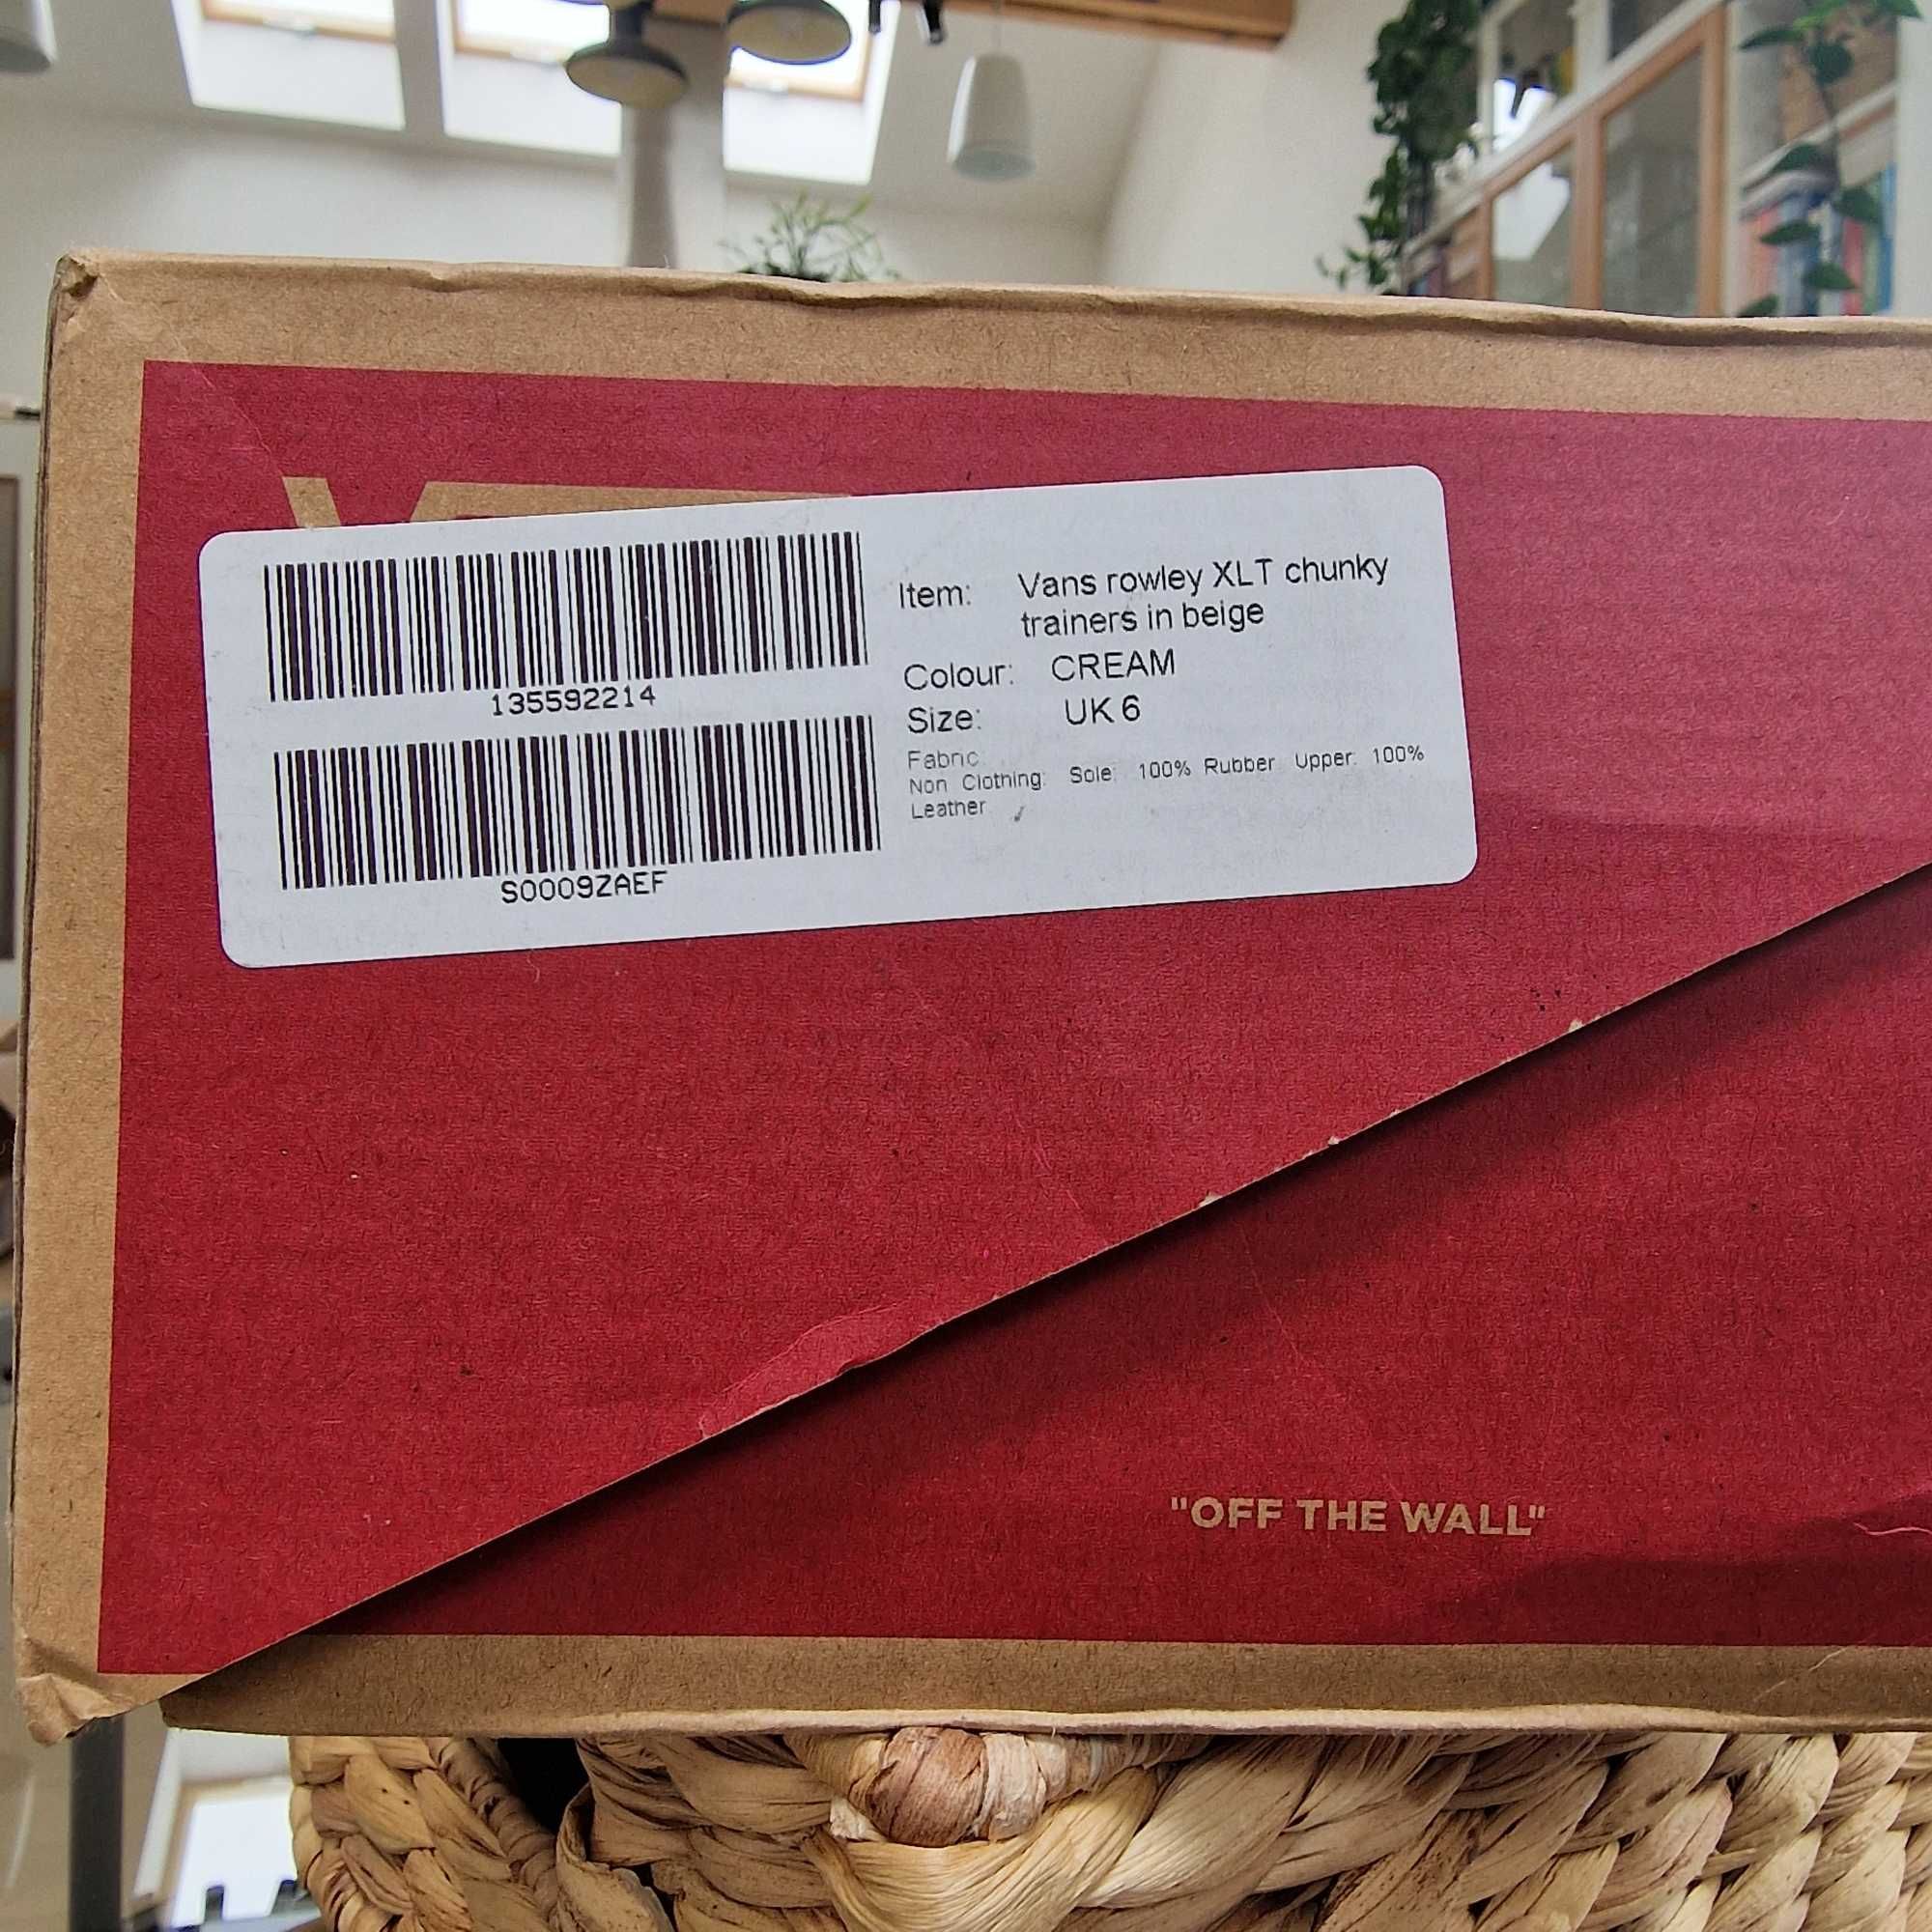 135592214
S0009ZAEF
Item: Vans rowley XLT chunky
trainers in beige
Colour: CREAM
Size: UK 6
Fabric
Non Clothing: Sole: 100% Rubber Upper: 100%
Leather
"OFF THE WALL"